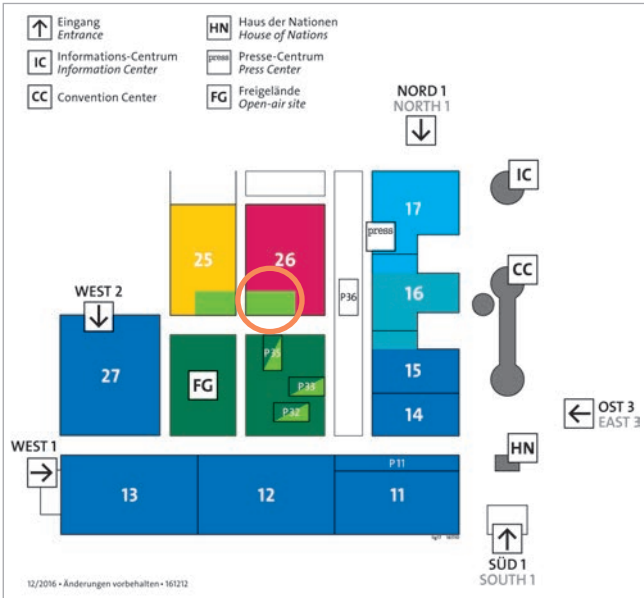 Eingang
Entrance
HN
Haus der Nationen
House of Nations
IC
Informations-Centrum
Information Center
press
Presse-Centrum
Press Center
CC
Convention Center
FG
Freigelände
Open-air site
NORD 1
NORTH 1
IC
17
press
25
26
CC
P36
16
WEST 2
27
FG
P35
P33
P32
15
14
OST 3
EAST 3
WEST 1
HN
P11
13
12
11
SÜD 1
SOUTH 1
12/2016 • Änderungen vorbehalten • 161212